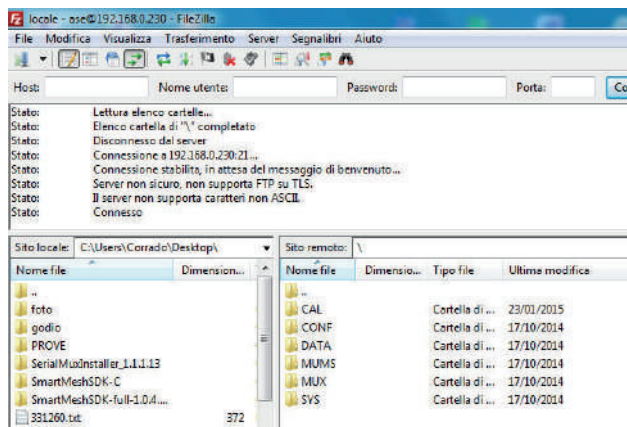 locale - ase@192.168.0.230 - FileZilla
File Modifica Visualizza Trasferimento Server Segnalibri Aiuto
Host: Nome utente: Password: Porta: Co
Stato: Lettura elenco cartelle...
Stato: Elenco cartella di "\" completato
Stato: Disconnesso dal server
Stato: Connessione a 192.168.0.230:21...
Stato: Connessione stabilita, in attesa del messaggio di benvenuto...
Stato: Server non sicuro, non supporta FTP su TLS.
Stato: Il server non supporta caratteri non ASCII.
Stato: Connesso
Sito locale: C:\Users\Corrado\Desktop\ Sito remoto: \
Nome file Dimension... Nome file Dimensio... Tipo file Ultima modifica
.. ..
foto CAL Cartella di ... 23/01/2015
godio CONF Cartella di ... 17/10/2014
PROVE DATA Cartella di ... 17/10/2014
SerialMuxInstaller_1.1.1.13 MUMS Cartella di ... 17/10/2014
SmartMeshSDK-C MUX Cartella di ... 17/10/2014
SmartMeshSDK-full-1.0.4.... SYS Cartella di ... 17/10/2014
331260.txt 372